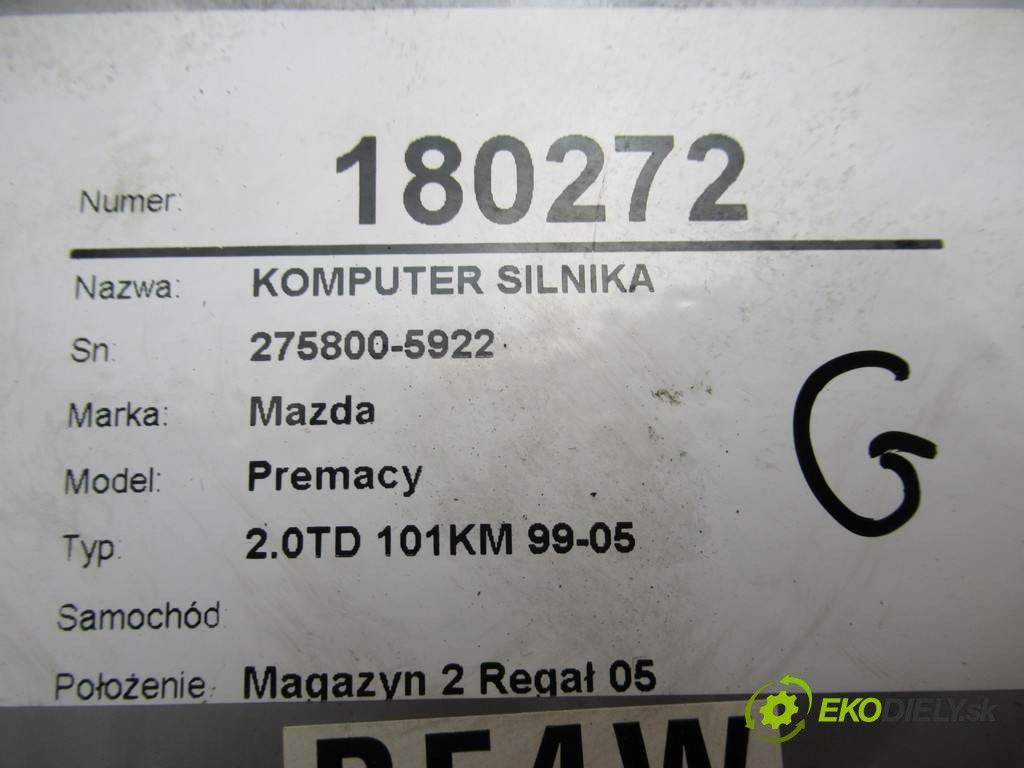 Numer: 180272
Nazwa: KOMPUTER SILNIKA
Sn: 275800-5922
Marka: Mazda
Model: Premacy
Typ: 2.0TD 101KM 99-05
Samochód
Położenie: Magazyn 2 Regał 05
G
EKODIELY.sk